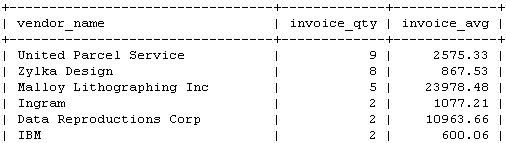 +--------------------------------+-------------+-------------+
| vendor_name | invoice_qty | invoice_avg |
+--------------------------------+-------------+-------------+
| United Parcel Service | 9 | 2575.33 |
| Zylka Design | 8 | 867.53 |
| Malloy Lithographing Inc | 5 | 23978.48 |
| Ingram | 2 | 1077.21 |
| Data Reproductions Corp | 2 | 10963.66 |
| IBM | 2 | 600.06 |